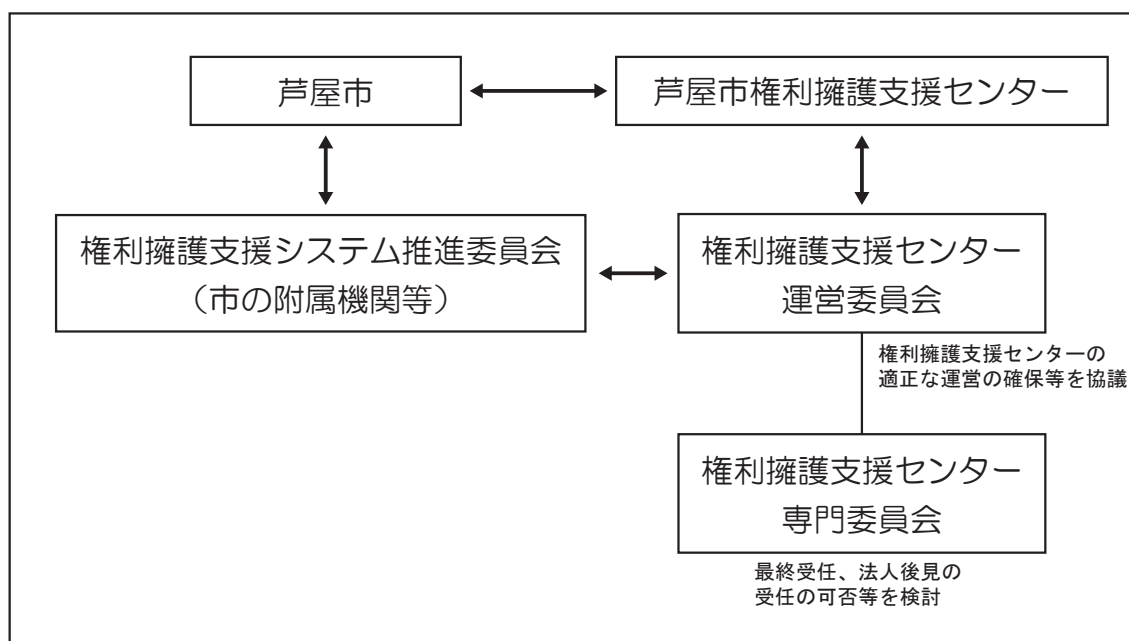 芦屋市
芦屋市権利擁護支援センター
権利擁護支援システム推進委員会
（市の附属機関等）
権利擁護支援センター
運営委員会
権利擁護支援センターの
適正な運営の確保等を協議
権利擁護支援センター
専門委員会
最終受任、法人後見の
受任の可否等を検討